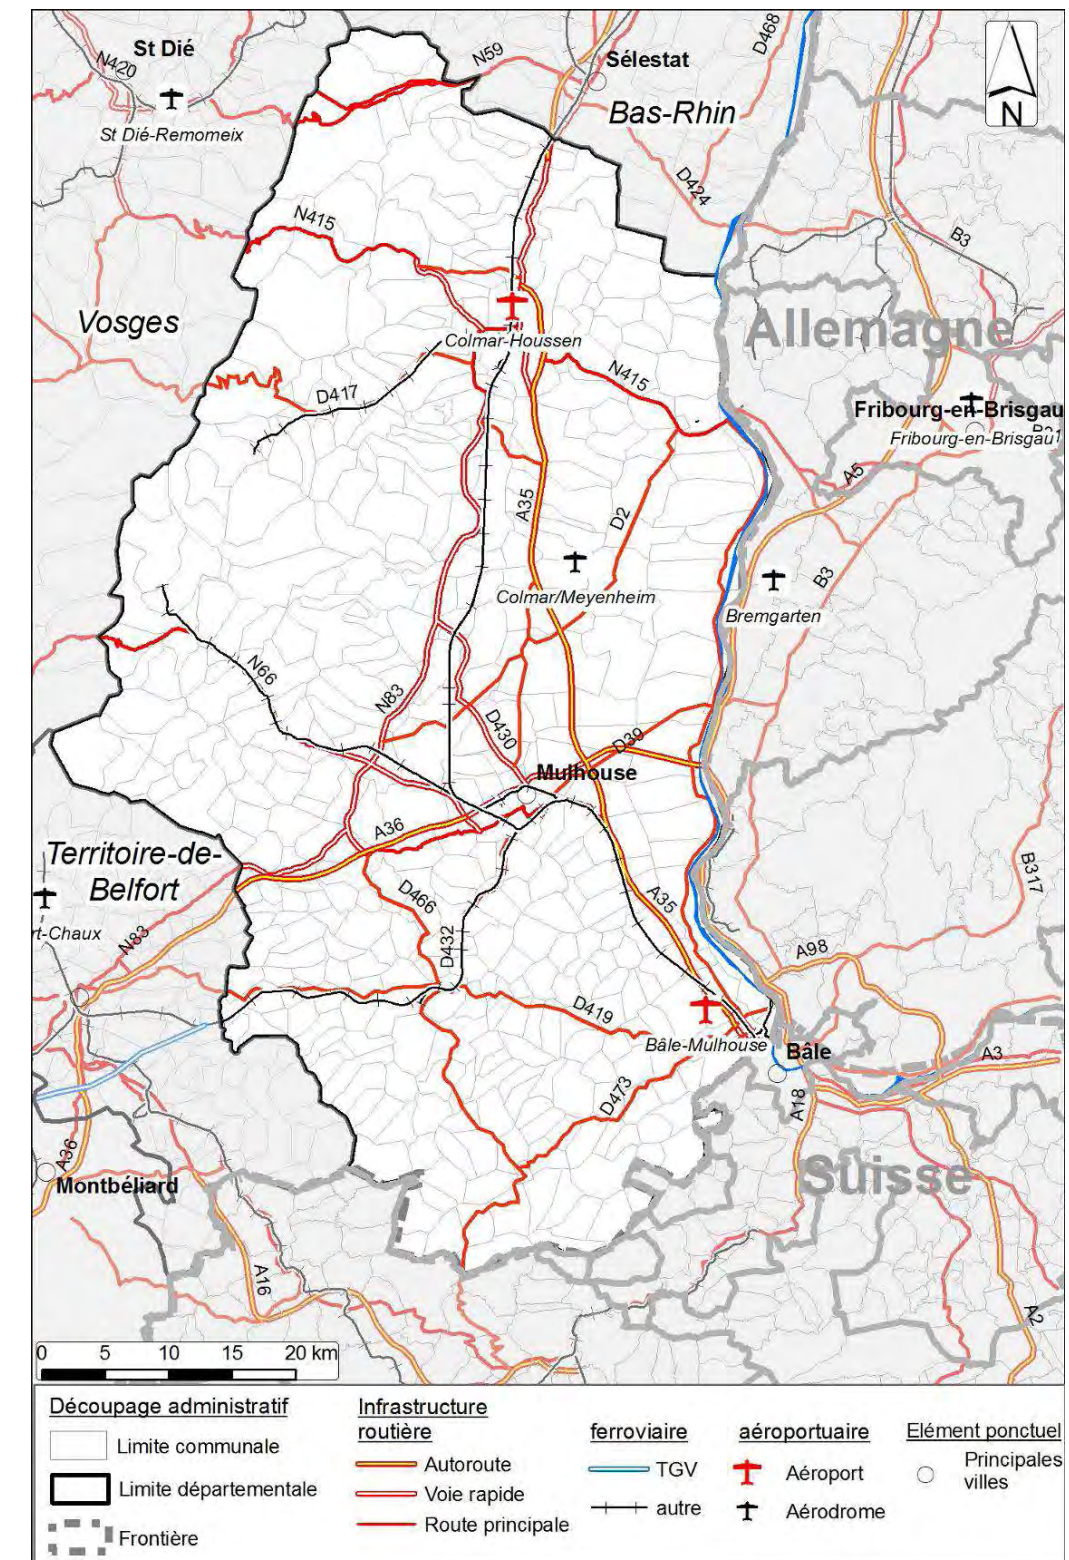 St Dié
N420
St Dié-Remomeix
N59
Sélestat
Bas-Rhin
D468
N
D424
N415
B3
Vosges
Colmar-Houssen
Allemagne
D417
N415
Fribourg-en-Brisgau
Fribourg-en-Brisgau
A5
A35
D2
Colmar/Meyenheim
B3
Bremgarten
N66
N83
D430
D39
Mulhouse
A36
Territoire-de-
Belfort
rt-Chaux
N83
D466
D432
A35
B317
A98
D419
Bâle-Mulhouse
Bâle
A3
D473
A18
A36
Montbéliard
Suisse
A16
A2
0 5 10 15 20 km
Découpage administratif
Limite communale
Limite départementale
Frontière
Infrastructure
routière
Autoroute
Voie rapide
Route principale
ferroviaire
TGV
autre
aéroportuaire
Aéroport
Aérodrome
Elément ponctuel
Principales
villes